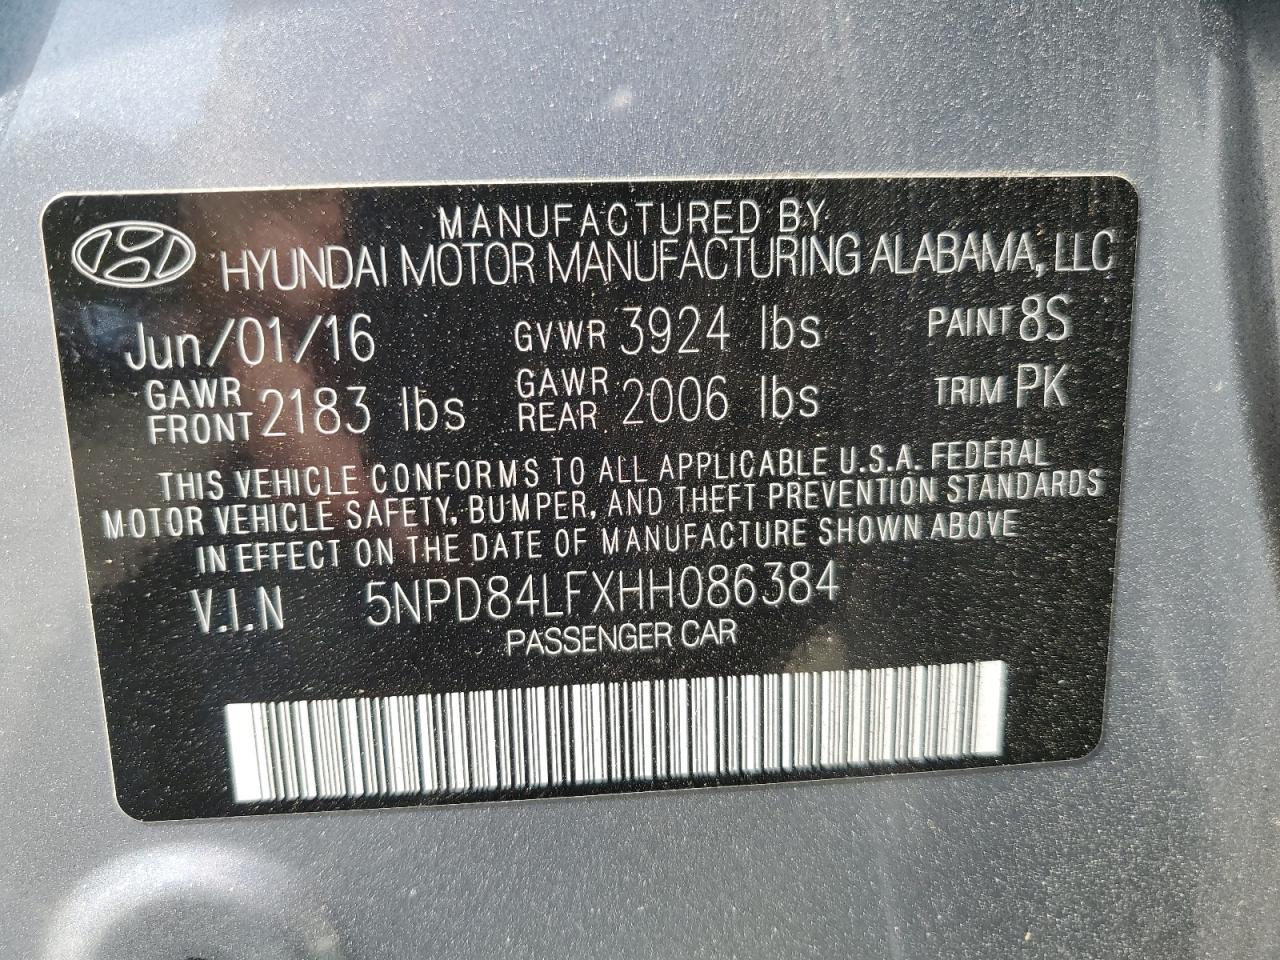 MANUFACTURED BY
HYUNDAI MOTOR MANUFACTURING ALABAMA, LLC
Jun/01/16 GVWR 3924 lbs PAINT 8S
GAWR FRONT 2183 lbs GAWR REAR 2006 lbs TRIM PK
THIS VEHICLE CONFORMS TO ALL APPLICABLE U.S.A. FEDERAL
MOTOR VEHICLE SAFETY, BUMPER, AND THEFT PREVENTION STANDARDS
IN EFFECT ON THE DATE OF MANUFACTURE SHOWN ABOVE
V.I.N 5NPD84LFXHH086384
PASSENGER CAR